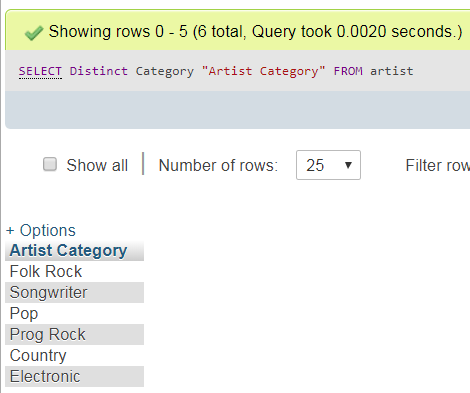 Showing rows 0 - 5 (6 total, Query took 0.0020 seconds.)
SELECT Distinct Category "Artist Category" FROM artist
Show all | Number of rows: 25 Filter row
+ Options
Artist Category
Folk Rock
Songwriter
Pop
Prog Rock
Country
Electronic